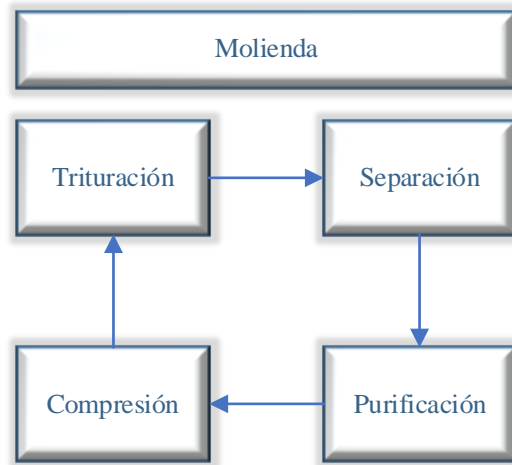 Molienda
Trituración
Separación
Compresión
Purificación